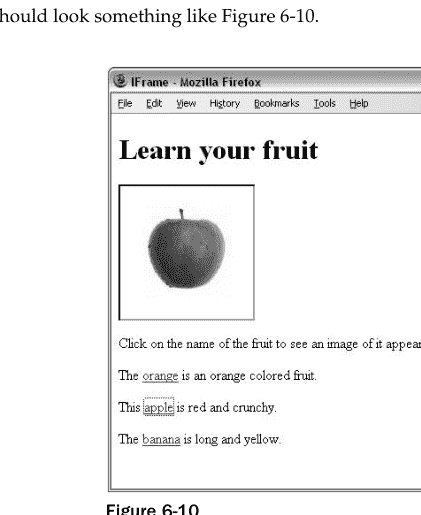 hould look something like Figure 6-10.
IFrame - Mozilla Firefox
File Edit View History Bookmarks Tools Help
Learn your fruit
Click on the name of the fruit to see an image of it appear
The orange is an orange colored fruit.
This apple is red and crunchy.
The banana is long and yellow.
Figure 6-10